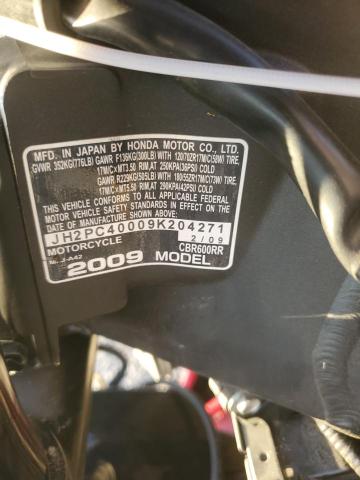 MFD. IN JAPAN BY HONDA MOTOR CO., LTD.
GVWR 352KG(776LB) GAWR F136KG(300LB) WITH 120/70ZR17M/C(58W) TIRE,
17M/CXMT3.50 RIM,AT 250KPA(36PSI) COLD
GAWR R229KG(505LB) WITH 180/55ZR17M/C(73W) TIRE,
17M/CXMT5.50 RIM,AT 290KPA(42PSI) COLD
THIS VEHICLE CONFORMS TO ALL APPLICABLE FEDERAL
MOTOR VEHICLE SAFETY STANDARDS IN EFFECT ON THE
DATE OF MANUFACTURE SHOWN ABOVE.
JH2PC40009K204271
MOTORCYCLE 2/09
CBR600RR
J-A42
2009 MODEL